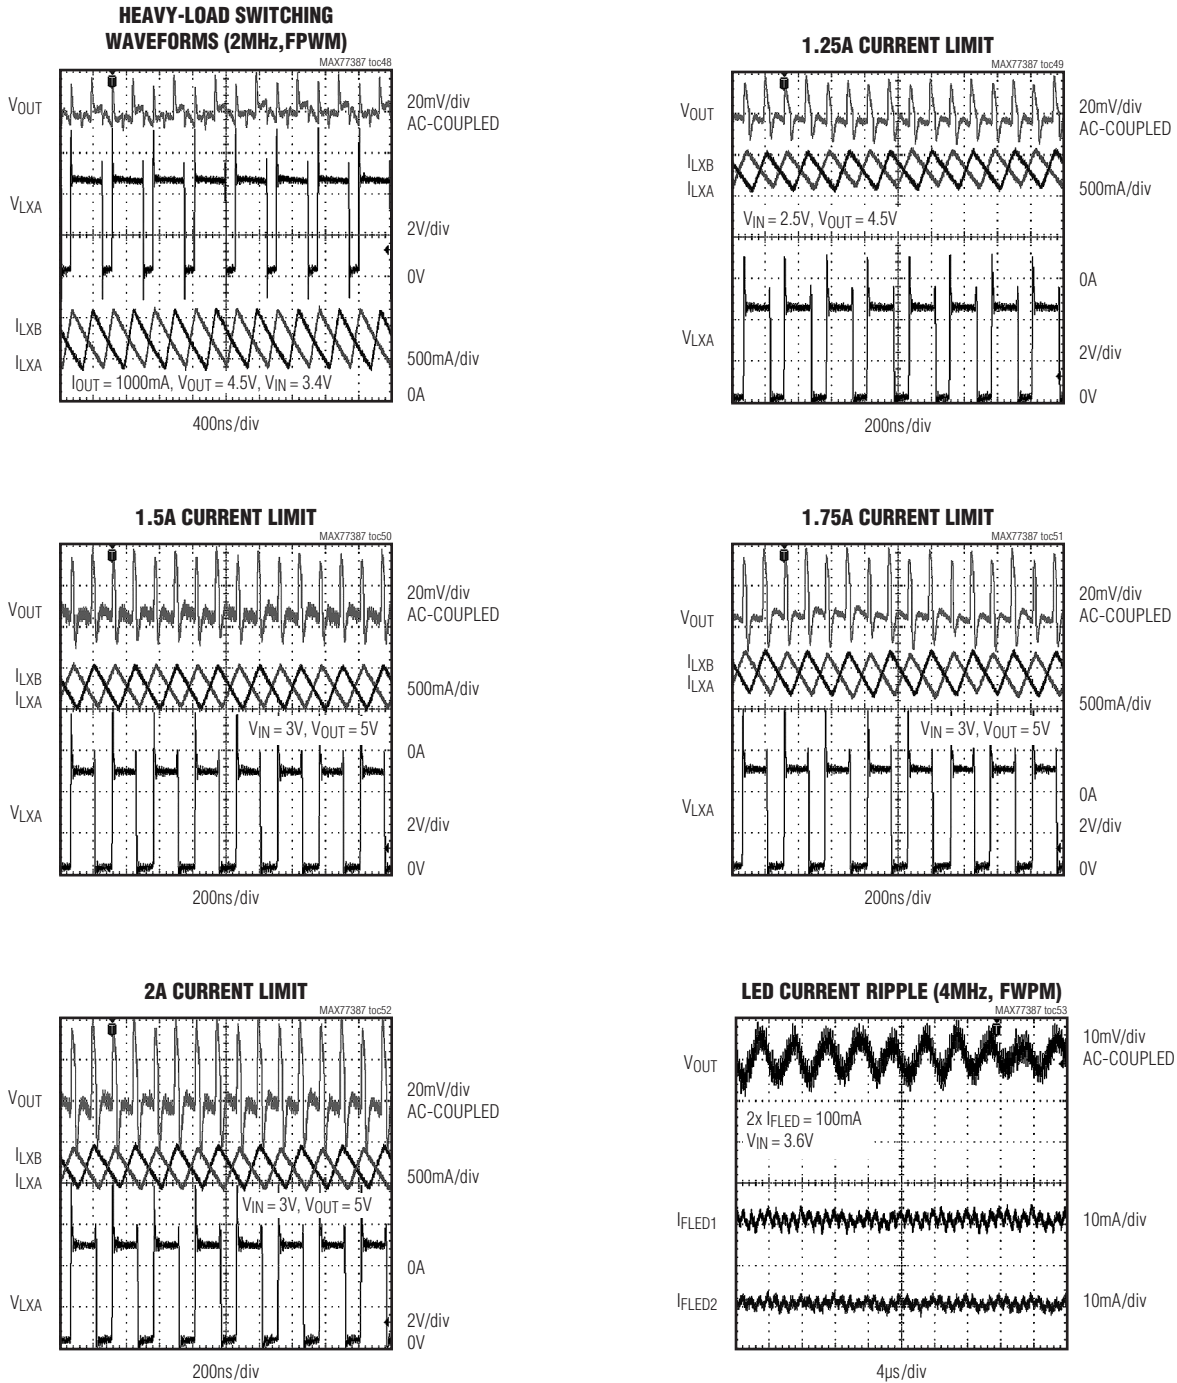 HEAVY-LOAD SWITCHING
WAVEFORMS (2MHz,FPWM)
MAX77387 toc48
VOUT
20mV/div
AC-COUPLED
VLXA
2V/div
0V
ILXB
ILXA
500mA/div
IOUT = 1000mA, VOUT = 4.5V, VIN = 3.4V
0A
400ns/div
1.25A CURRENT LIMIT
MAX77387 toc49
VOUT
20mV/div
AC-COUPLED
ILXB
ILXA
500mA/div
VIN = 2.5V, VOUT = 4.5V
0A
VLXA
2V/div
0V
200ns/div
1.5A CURRENT LIMIT
MAX77387 toc50
VOUT
20mV/div
AC-COUPLED
ILXB
ILXA
500mA/div
VIN = 3V, VOUT = 5V
0A
VLXA
2V/div
0V
200ns/div
1.75A CURRENT LIMIT
MAX77387 toc51
VOUT
20mV/div
AC-COUPLED
ILXB
ILXA
500mA/div
VIN = 3V, VOUT = 5V
0A
VLXA
2V/div
0V
200ns/div
2A CURRENT LIMIT
MAX77387 toc52
VOUT
20mV/div
AC-COUPLED
ILXB
ILXA
500mA/div
VIN = 3V, VOUT = 5V
0A
VLXA
2V/div
0V
200ns/div
LED CURRENT RIPPLE (4MHz, FWPM)
MAX77387 toc53
VOUT
10mV/div
AC-COUPLED
2x IFLED = 100mA
VIN = 3.6V
IFLED1
10mA/div
IFLED2
10mA/div
4µs/div